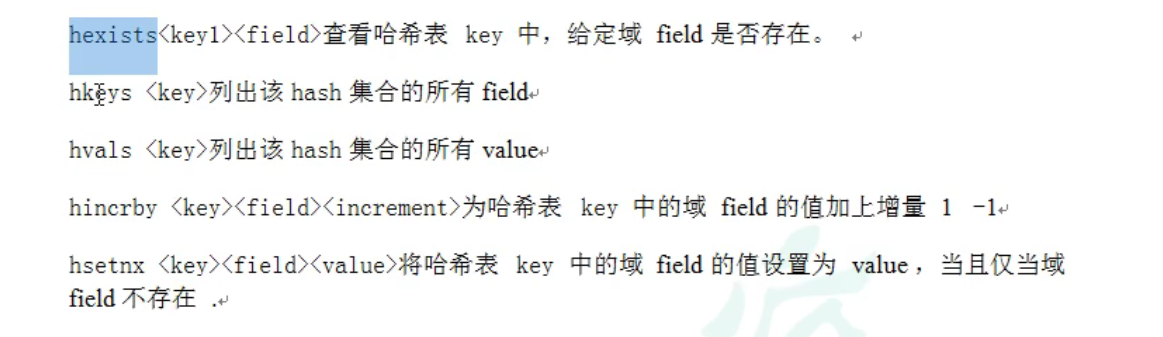 hexists<key1><field>查看哈希表 key 中，给定域 field 是否存在。
hkeys <key>列出该 hash 集合的所有 field
hvals <key>列出该 hash 集合的所有 value
hincrby <key><field><increment>为哈希表 key 中的域 field 的值加上增量 1 -1
hsetnx <key><field><value>将哈希表 key 中的域 field 的值设置为 value，当且仅当域
field 不存在 .